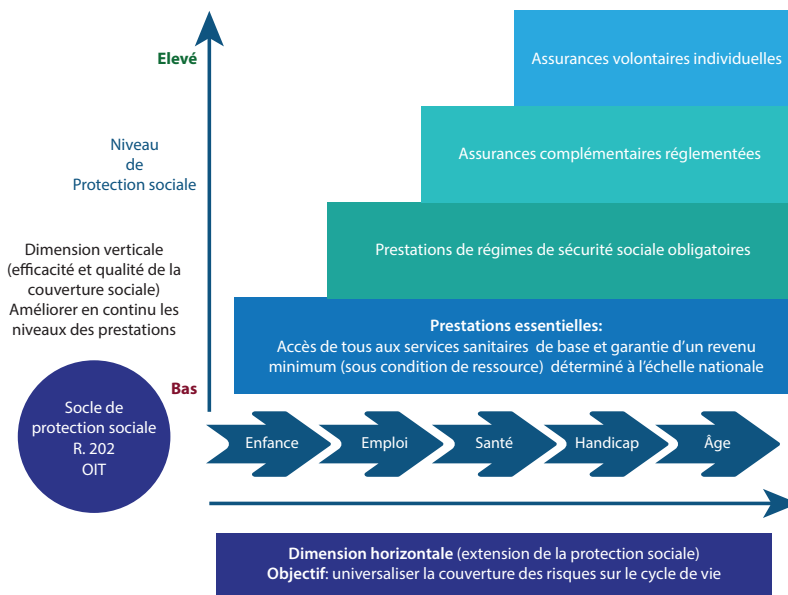 Elevé
Niveau
de
Protection sociale
Dimension verticale
(efficacité et qualité de la
couverture sociale)
Améliorer en continu les
niveaux des prestations
Bas
Assurances volontaires individuelles
Assurances complémentaires réglementées
Prestations de régimes de sécurité sociale obligatoires
Prestations essentielles:
Accès de tous aux services sanitaires de base et garantie d'un revenu
minimum (sous condition de ressource) déterminé à l'échelle nationale
Socle de
protection sociale
R. 202
OIT
Enfance
Emploi
Santé
Handicap
Âge
Dimension horizontale (extension de la protection sociale)
Objectif: universaliser la couverture des risques sur le cycle de vie